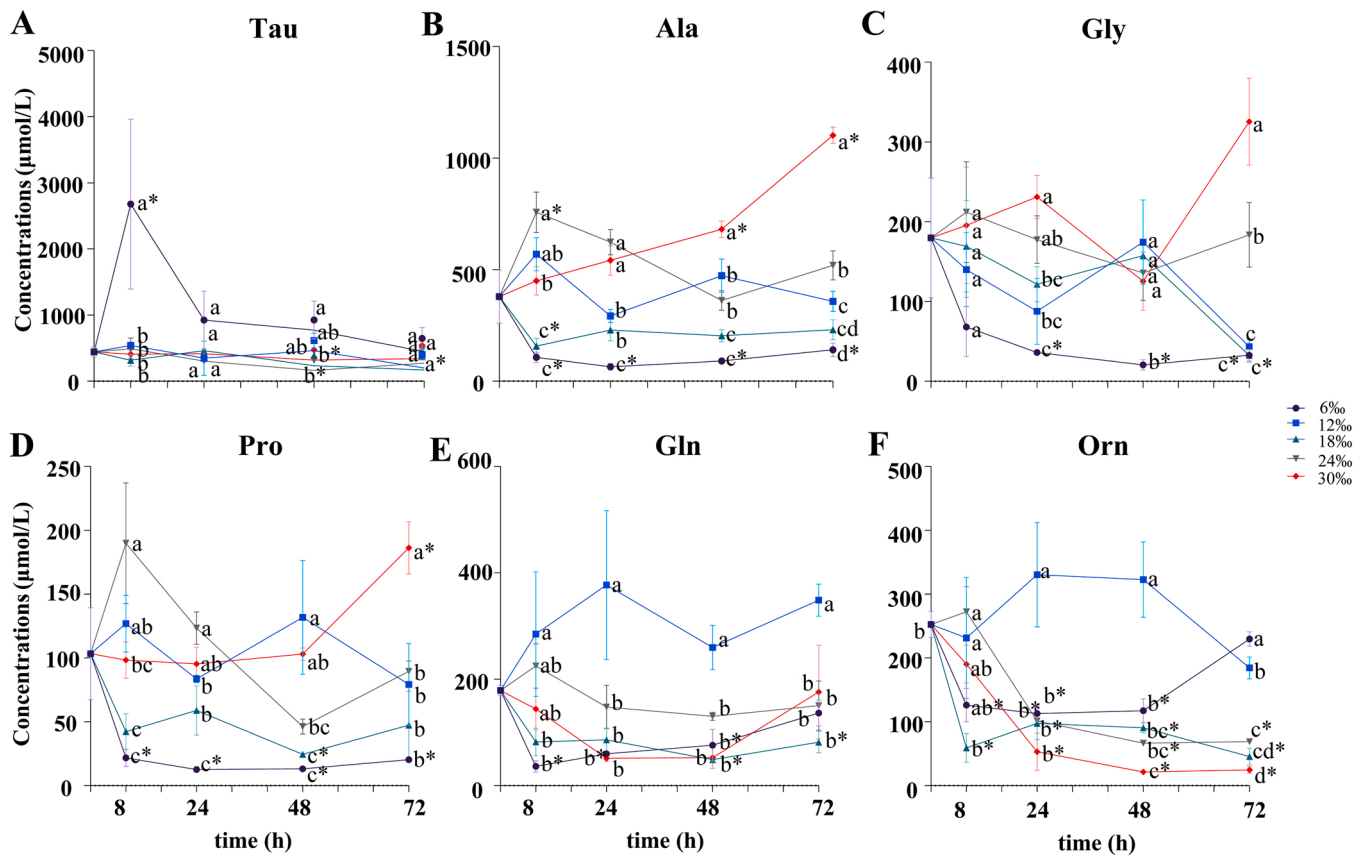 A
Tau
5000
4000
3000
2000
1000
0
Concentrations (μmol/L)
a*
b
b
b
b
a
a
a
a
a
ab
ab
b*
a
a
a
a*
B
Ala
1500
1000
500
0
a*
ab
b
c*
c*
a
a
b
b
c*
a*
b
b
c
c*
a*
b
c
cd
d*
C
Gly
400
300
200
100
0
a
a
a
a
a
a
ab
bc
bc
c*
a
a
a
a
b*
a
b
c
c*
c*
6‰
12‰
18‰
24‰
30‰
D
Pro
250
200
150
100
50
0
Concentrations (μmol/L)
a
ab
bc
c
c*
a
ab
b
b
c*
a
ab
bc
c*
c*
a*
b
b
b
b*
8
24
48
72
time (h)
E
Gln
600
400
200
0
a
ab
ab
b
b*
a
b
b
b*
b
a
b
b*
b*
a
b
b
b
b*
8
24
48
72
time (h)
F
Orn
500
400
300
200
100
0
b
a
a
ab
ab*
b*
a
b*
b*
b*
b*
a
b*
bc*
bc*
c*
a
b
c*
cd*
d*
8
24
48
72
time (h)